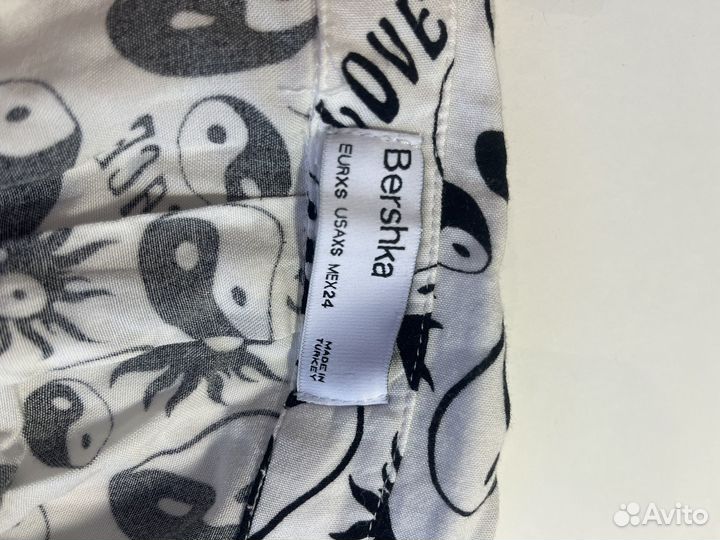 LOVE
Bershka
EURXS USAXS MEX24
MADE IN
TURKEY
Avito